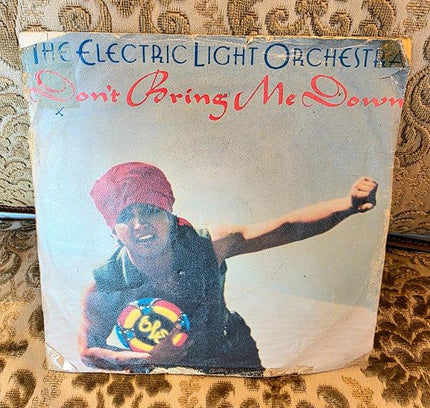 THE ELECTRIC LIGHT ORCHESTRA
Don't Bring Me Down
x